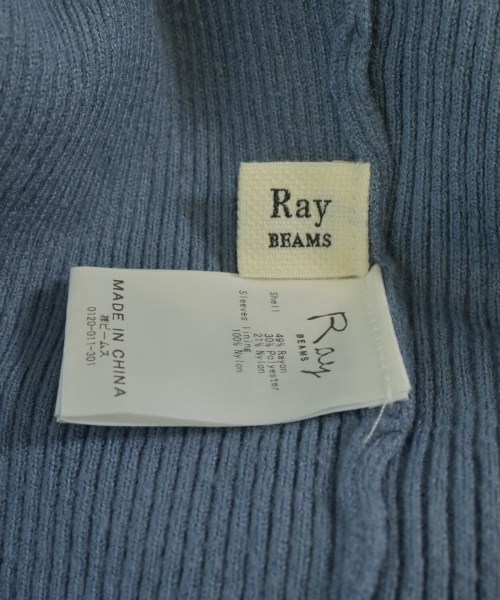 Ray
BEAMS
Ray
BEAMS
Shell
49% Rayon
30% Polyester
21% Nylon
Sleeves lining
100% Nylon
MADE IN CHINA
㈱ビームス
0120-011-301